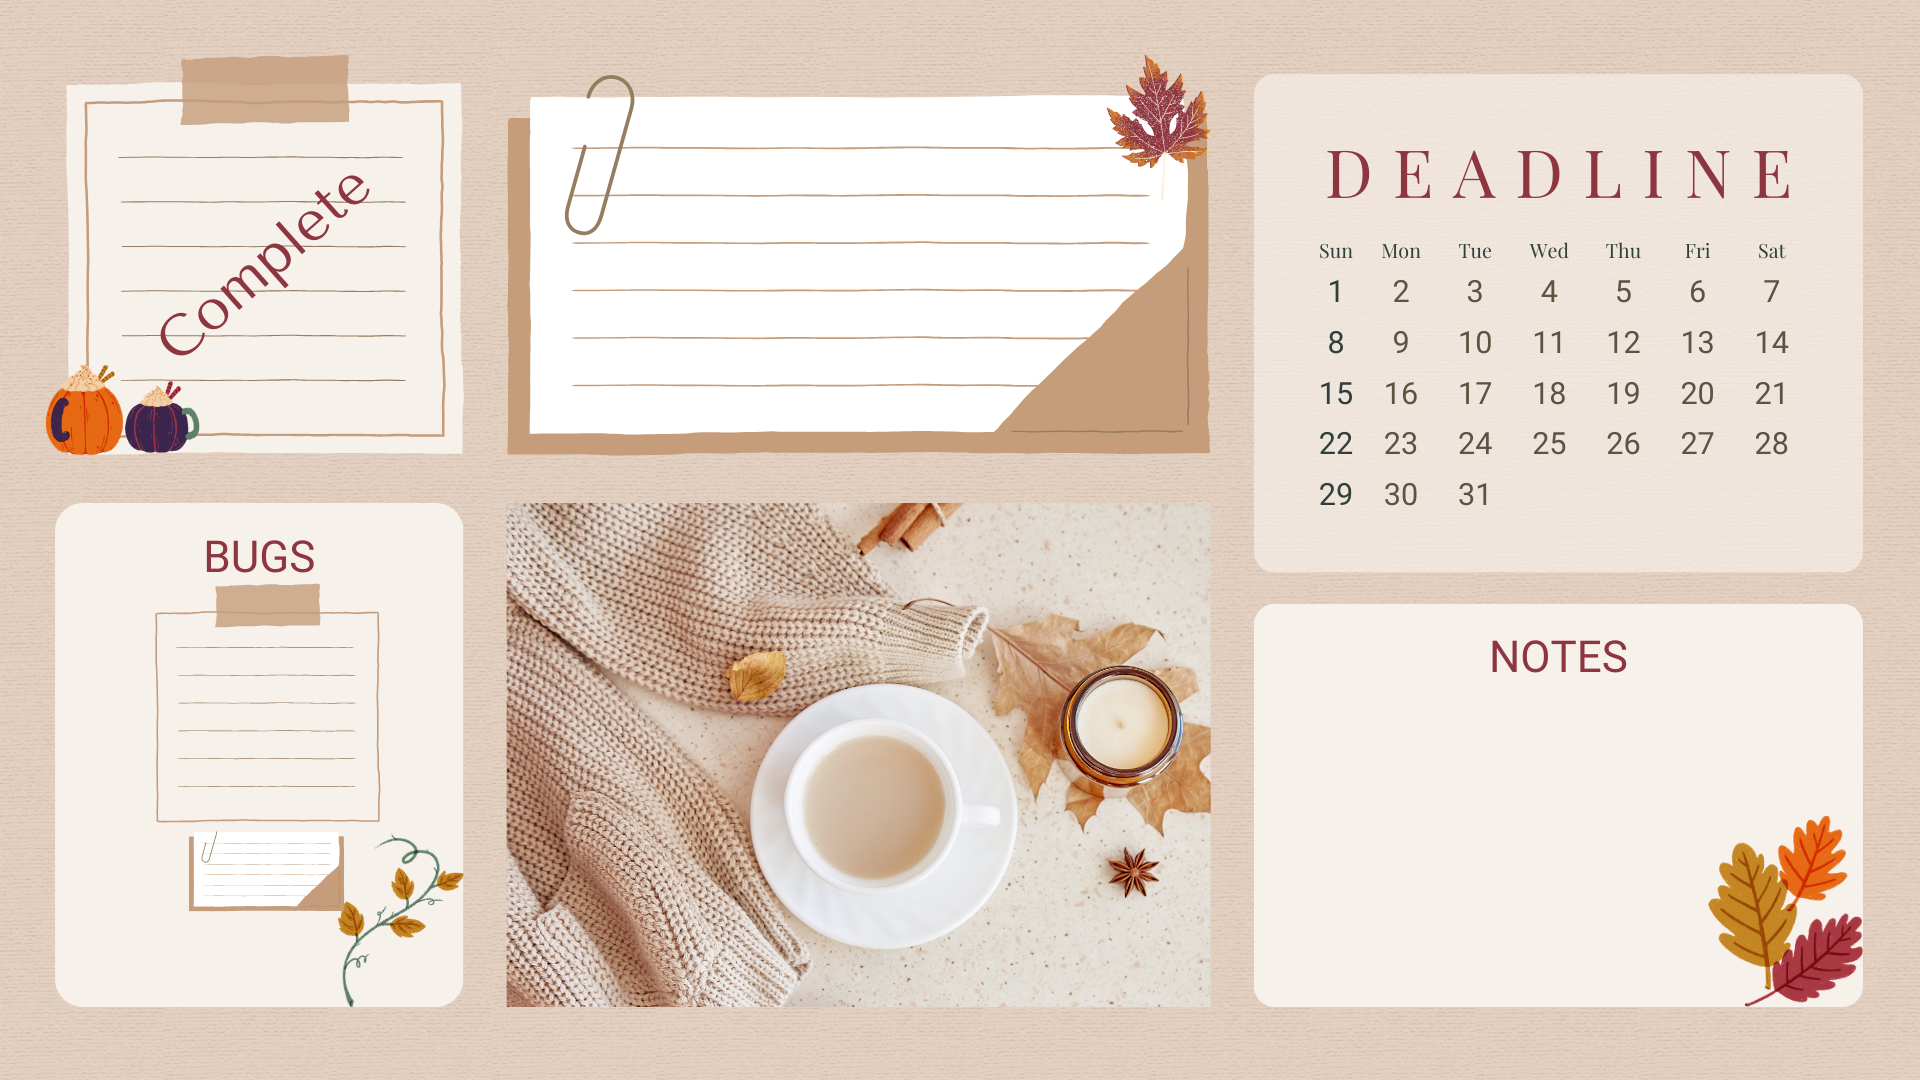 Complete
DEADLINE
Sun Mon Tue Wed Thu Fri Sat
1 2 3 4 5 6 7
8 9 10 11 12 13 14
15 16 17 18 19 20 21
22 23 24 25 26 27 28
29 30 31
BUGS
NOTES